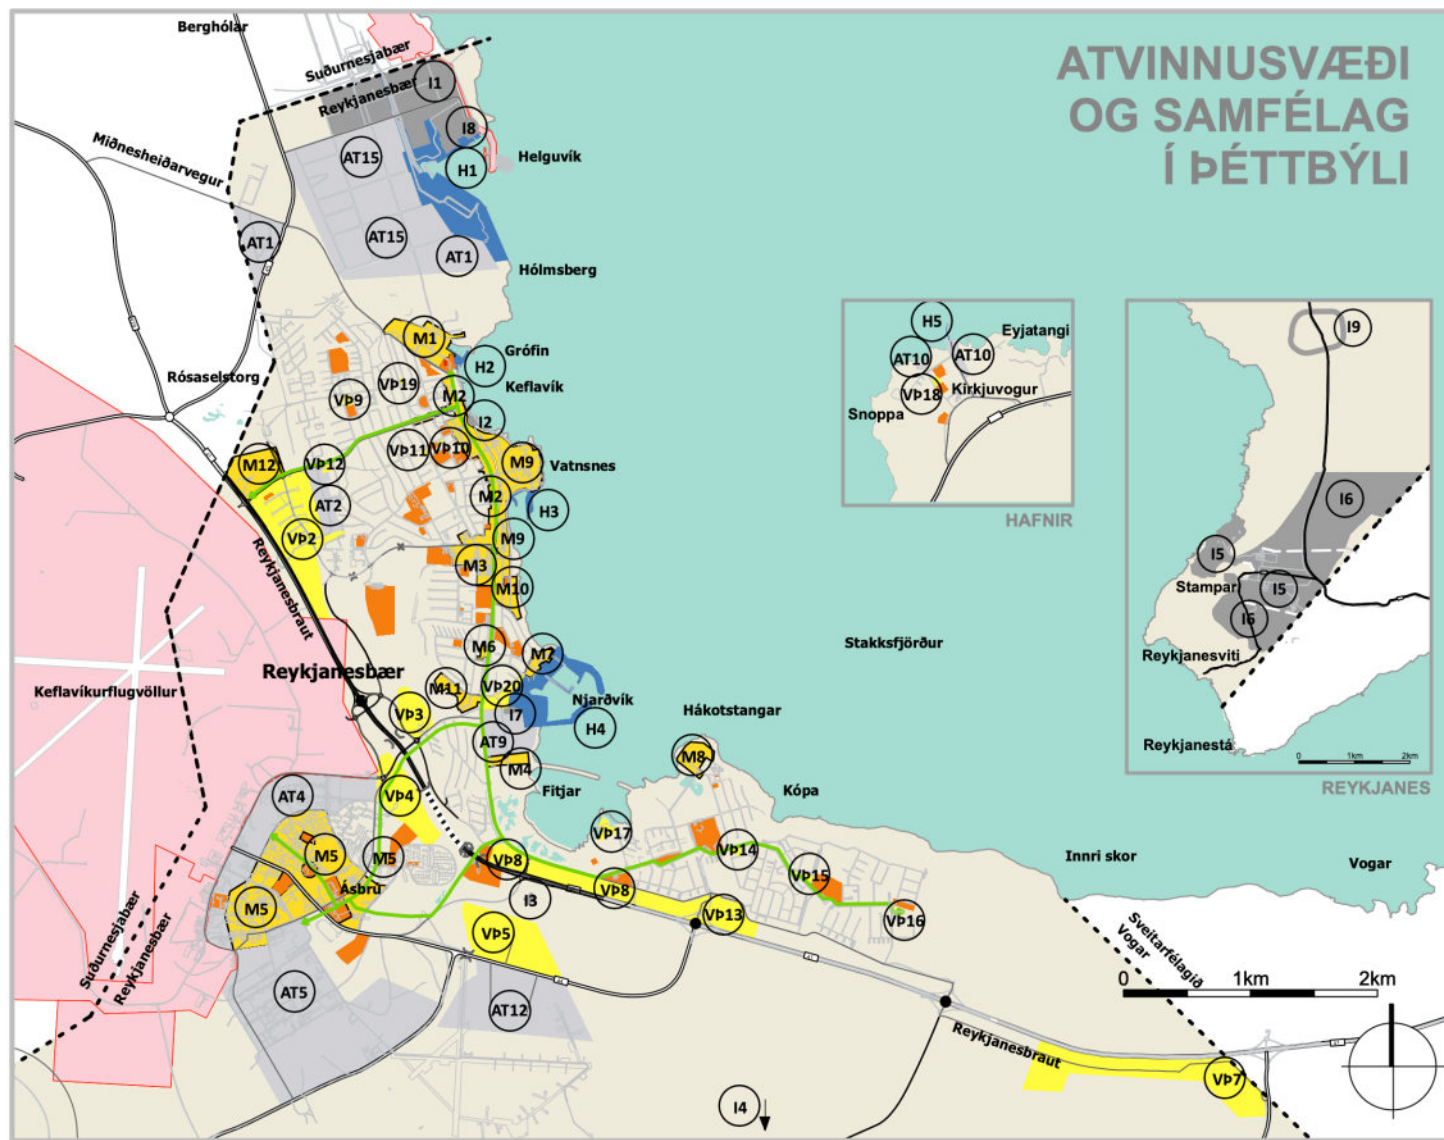 ATVINNUSVÆÐI
OG SAMFÉLAG
Í ÞÉTTBÝLI
Berghólar
Suðurnesjabær
Reykjanesbær
I1
I8
Miðnesheiðarvegur
AT15
H1
Helguvík
AT1
AT15
AT1
Hólmsberg
M1
Grófin
H2
Rósaselstorg
VÞ9
VÞ19
M2
Keflavík
I2
VÞ11
VÞ10
M12
VÞ12
M9
Vatnsnes
AT2
M2
H3
VÞ2
M9
Reykjanesbraut
M3
M10
M6
M7
Stakksfjörður
Reykjanesbær
Keflavíkurflugvöllur
M11
VÞ20
Njarðvík
VÞ3
I7
H4
Hákotstangar
AT9
M8
M4
Fitjar
AT4
VÞ4
Kópa
VÞ17
M5
M5
VÞ8
VÞ14
Innri skor
Vogar
Ásbrú
VÞ15
M5
I3
VÞ8
VÞ13
VÞ16
VÞ5
Suðurnesjabær
Reykjanesbær
Sveitarfélagið
Vogar
AT5
AT12
0 1km 2km
Reykjanesbraut
VÞ7
I4
H5
Eyjatangi
AT10
AT10
VÞ18
Kirkjuvogur
Snoppa
HAFNIR
I9
I6
I5
Stampar
I5
I6
Reykjanesviti
Reykjanestá
0 1km 2km
REYKJANES